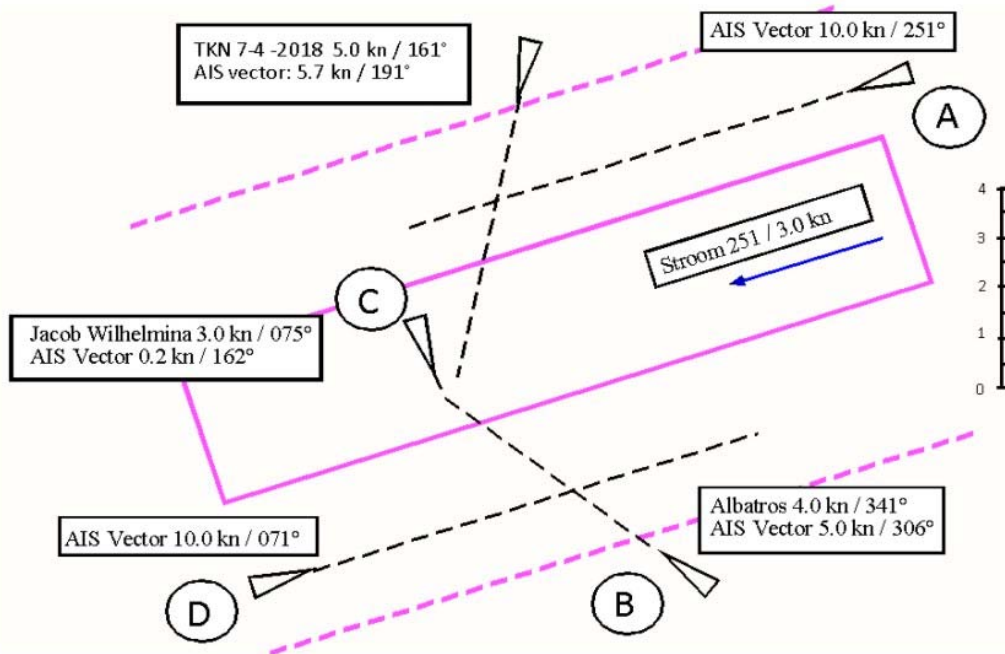 TKN 7-4 -2018 5.0 kn / 161°
AIS vector: 5.7 kn / 191°
AIS Vector 10.0 kn / 251°
A
4
3
2
1
0
Stroom 251 / 3.0 kn
C
Jacob Wilhelmina 3.0 kn / 075°
AIS Vector 0.2 kn / 162°
Albatros 4.0 kn / 341°
AIS Vector 5.0 kn / 306°
AIS Vector 10.0 kn / 071°
D
B